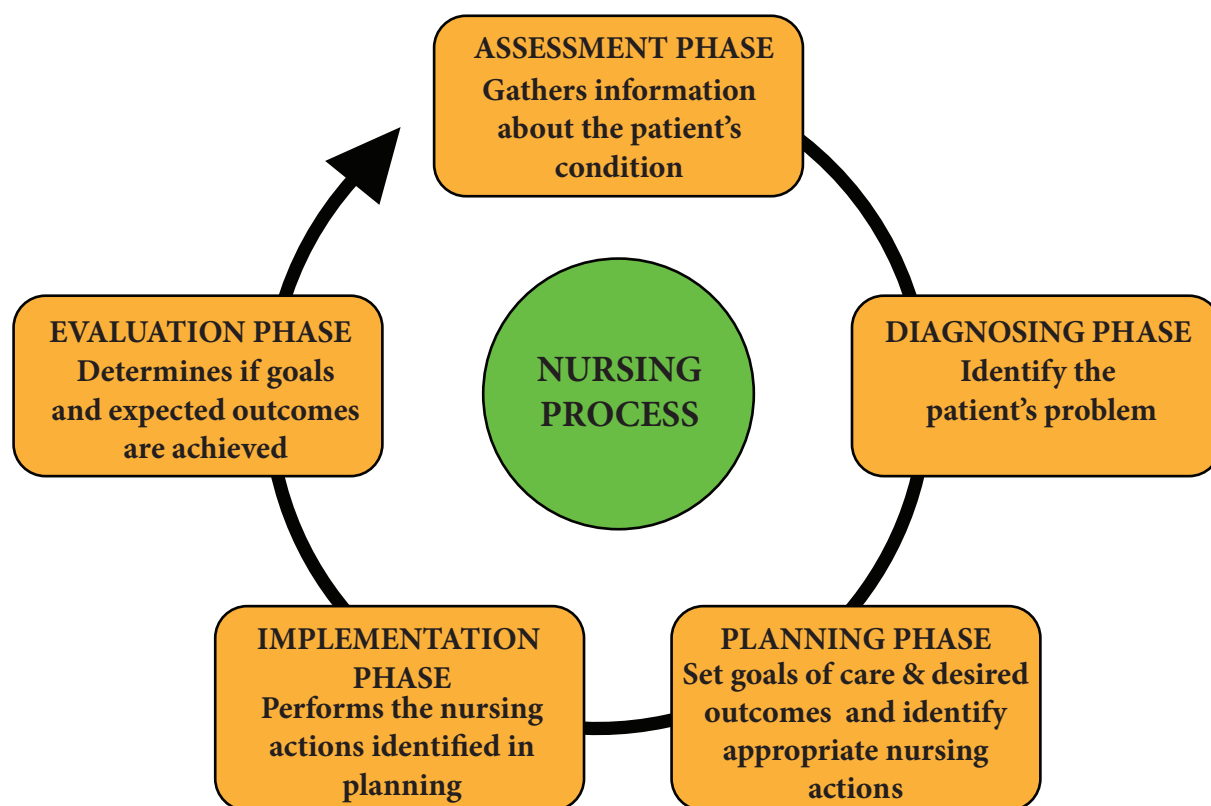 ASSESSMENT PHASE
Gathers information
about the patient’s
condition
DIAGNOSING PHASE
Identify the
patient’s problem
PLANNING PHASE
Set goals of care & desired
outcomes and identify
appropriate nursing
actions
IMPLEMENTATION
PHASE
Performs the nursing
actions identified in
planning
EVALUATION PHASE
Determines if goals
and expected outcomes
are achieved
NURSING
PROCESS